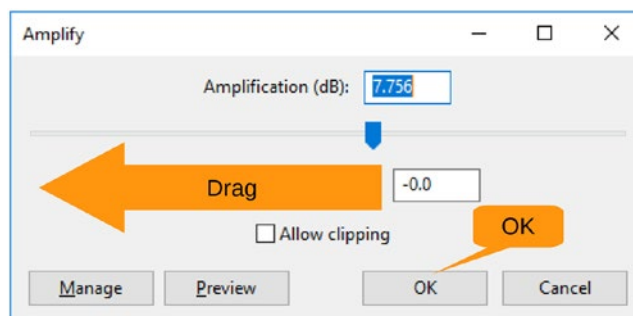 Amplify
Amplification (dB): 7.756
Drag
-0.0
Allow clipping
OK
Manage Preview OK Cancel